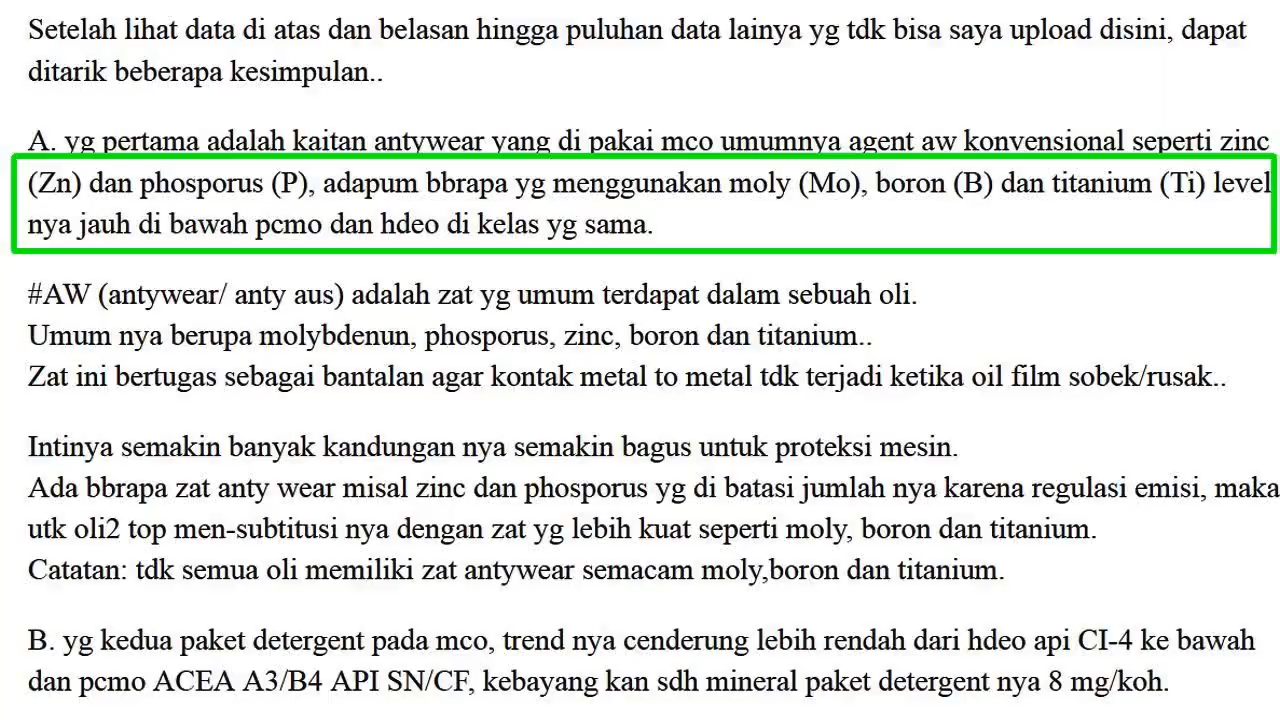 Setelah lihat data di atas dan belasan hingga puluhan data lainya yg tdk bisa saya upload disini, dapat
ditarik beberapa kesimpulan..
A. yg pertama adalah kaitan antywear yang di pakai mco umumnya agent aw konvensional seperti zinc
(Zn) dan phosporus (P), adapum bbrapa yg menggunakan moly (Mo), boron (B) dan titanium (Ti) level
nya jauh di bawah pcmo dan hdeo di kelas yg sama.
#AW (antywear/ anty aus) adalah zat yg umum terdapat dalam sebuah oli.
Umum nya berupa molybdenun, phosporus, zinc, boron dan titanium..
Zat ini bertugas sebagai bantalan agar kontak metal to metal tdk terjadi ketika oil film sobek/rusak..
Intinya semakin banyak kandungan nya semakin bagus untuk proteksi mesin.
Ada bbrapa zat anty wear misal zinc dan phosporus yg di batasi jumlah nya karena regulasi emisi, maka
utk oli2 top men-subtitusi nya dengan zat yg lebih kuat seperti moly, boron dan titanium.
Catatan: tdk semua oli memiliki zat antywear semacam moly,boron dan titanium.
B. yg kedua paket detergent pada mco, trend nya cenderung lebih rendah dari hdeo api CI-4 ke bawah
dan pcmo ACEA A3/B4 API SN/CF, kebayang kan sdh mineral paket detergent nya 8 mg/koh.